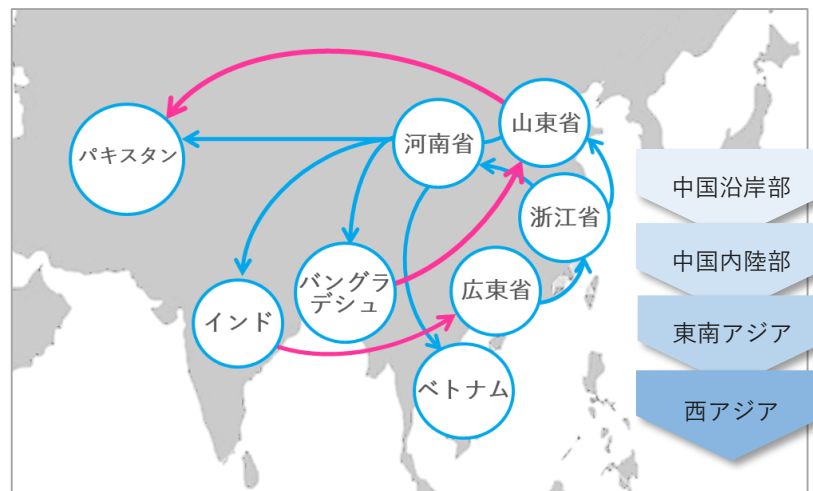 山東省
河南省
パキスタン
浙江省
バングラ
デシュ
広東省
インド
ベトナム
中国沿岸部
中国内陸部
東南アジア
西アジア